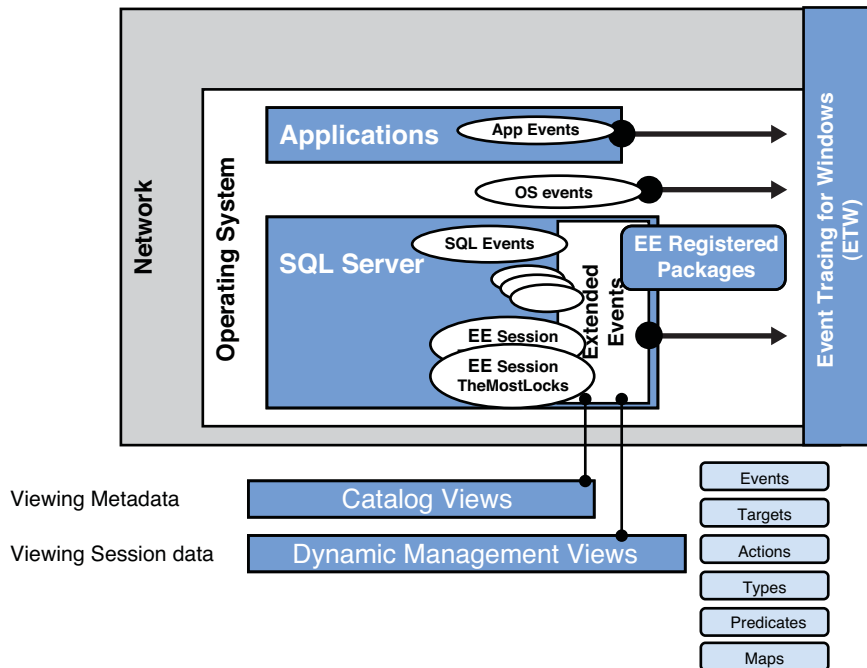 Network
Operating System
Applications
App Events
OS events
SQL Server
SQL Events
EE Session
EE Session
TheMostLocks
Extended
Events
EE Registered
Packages
Event Tracing for Windows
(ETW)
Viewing Metadata
Catalog Views
Viewing Session data
Dynamic Management Views
Events
Targets
Actions
Types
Predicates
Maps